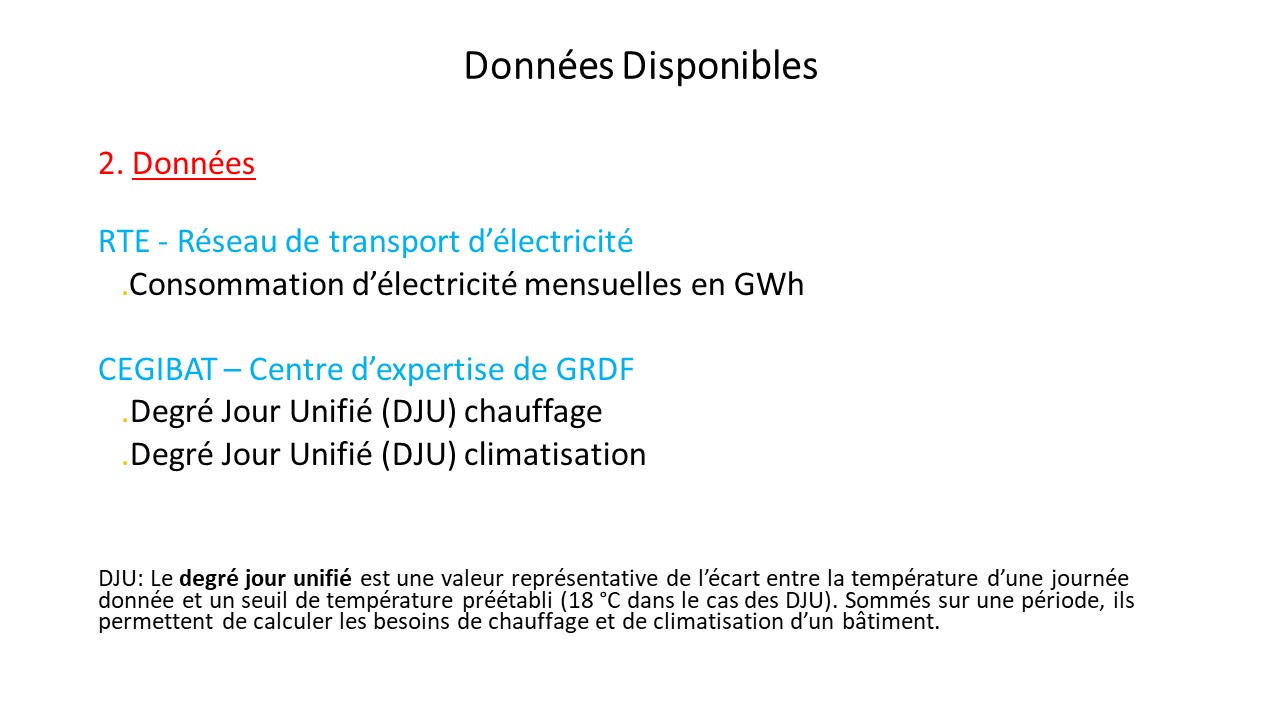 Données Disponibles
2. Données
RTE - Réseau de transport d’électricité
.Consommation d’électricité mensuelles en GWh
CEGIBAT – Centre d’expertise de GRDF
.Degré Jour Unifié (DJU) chauffage
.Degré Jour Unifié (DJU) climatisation
DJU: Le degré jour unifié est une valeur représentative de l’écart entre la température d’une journée
donnée et un seuil de température préétabli (18 °C dans le cas des DJU). Sommés sur une période, ils
permettent de calculer les besoins de chauffage et de climatisation d’un bâtiment.